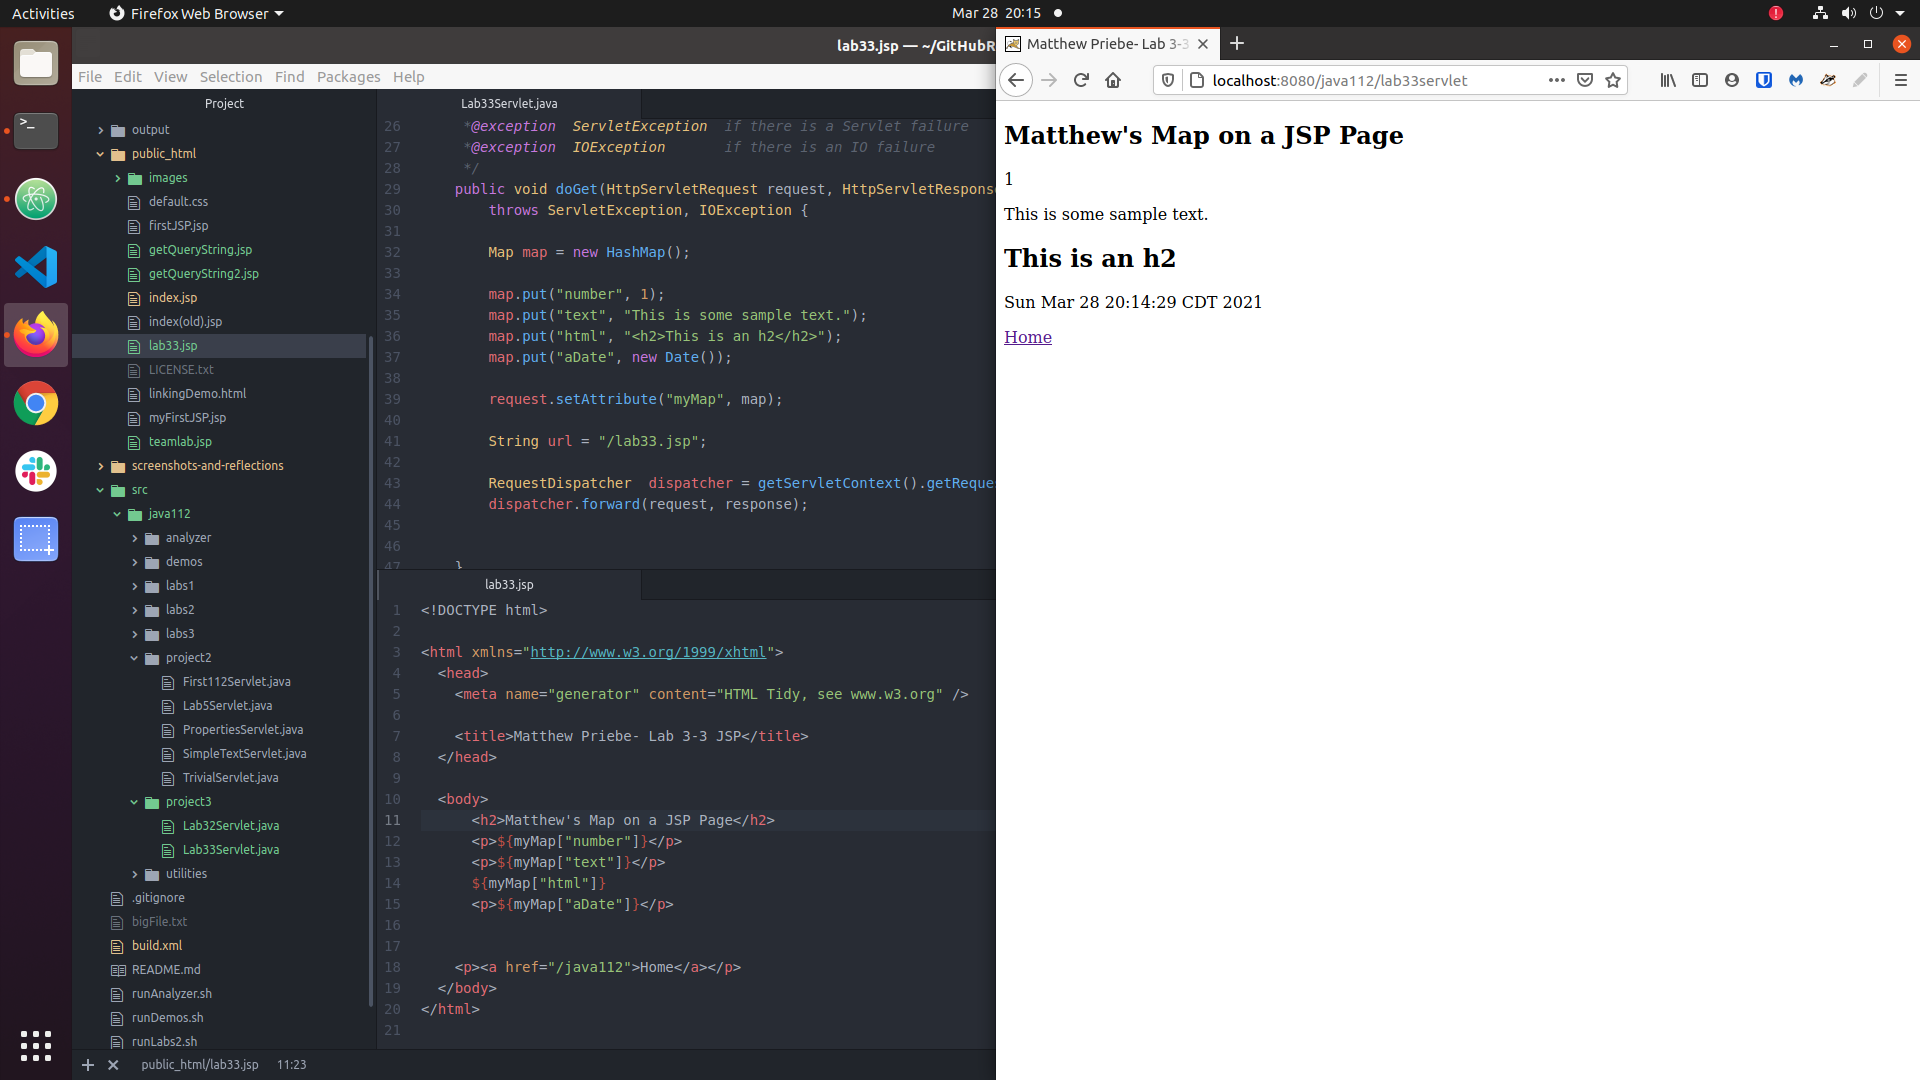 Activities
Firefox Web Browser
Mar 28 20:15
lab33.jsp — ~/GitHubR
File Edit View Selection Find Packages Help
Project
output
public_html
images
default.css
firstJSP.jsp
getQueryString.jsp
getQueryString2.jsp
index.jsp
index(old).jsp
lab33.jsp
LICENSE.txt
linkingDemo.html
myFirstJSP.jsp
teamlab.jsp
screenshots-and-reflections
src
java112
analyzer
demos
labs1
labs2
labs3
project2
First112Servlet.java
Lab5Servlet.java
PropertiesServlet.java
SimpleTextServlet.java
TrivialServlet.java
project3
Lab32Servlet.java
Lab33Servlet.java
utilities
.gitignore
bigFile.txt
build.xml
README.md
runAnalyzer.sh
runDemos.sh
runLabs2.sh
Lab33Servlet.java
26 *@exception ServletException if there is a Servlet failure
27 *@exception IOException if there is an IO failure
28 */
29 public void doGet(HttpServletRequest request, HttpServletRespons
30 throws ServletException, IOException {
31
32 Map map = new HashMap();
33
34 map.put("number", 1);
35 map.put("text", "This is some sample text.");
36 map.put("html", "<h2>This is an h2</h2>");
37 map.put("aDate", new Date());
38
39 request.setAttribute("myMap", map);
40
41 String url = "/lab33.jsp";
42
43 RequestDispatcher dispatcher = getServletContext().getReque
44 dispatcher.forward(request, response);
45
46
47 }
lab33.jsp
1 <!DOCTYPE html>
2
3 <html xmlns="http://www.w3.org/1999/xhtml">
4 <head>
5 <meta name="generator" content="HTML Tidy, see www.w3.org" />
6
7 <title>Matthew Priebe- Lab 3-3 JSP</title>
8 </head>
9
10 <body>
11 <h2>Matthew's Map on a JSP Page</h2>
12 <p>${myMap["number"]}</p>
13 <p>${myMap["text"]}</p>
14 ${myMap["html"]}
15 <p>${myMap["aDate"]}</p>
16
17
18 <p><a href="/java112">Home</a></p>
19 </body>
20 </html>
21
public_html/lab33.jsp 11:23
Matthew Priebe- Lab 3-3
localhost:8080/java112/lab33servlet
Matthew's Map on a JSP Page
1
This is some sample text.
This is an h2
Sun Mar 28 20:14:29 CDT 2021
Home